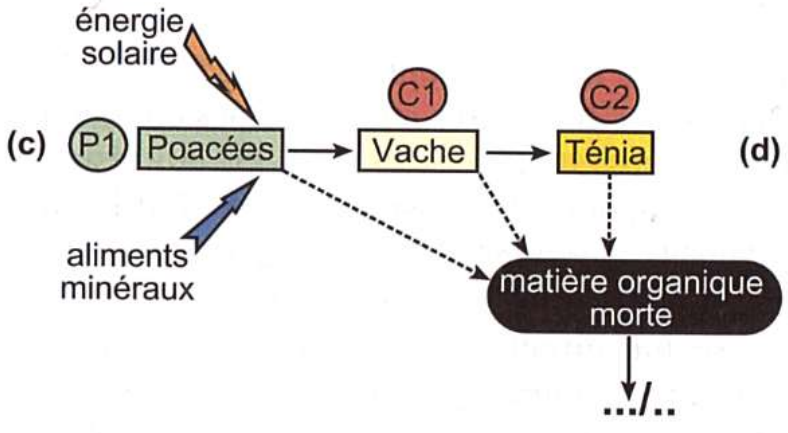 énergie
solaire
C1
C2
(c)
P1
Poacées
Vache
Ténia
(d)
aliments
minéraux
matière organique
morte
.../..